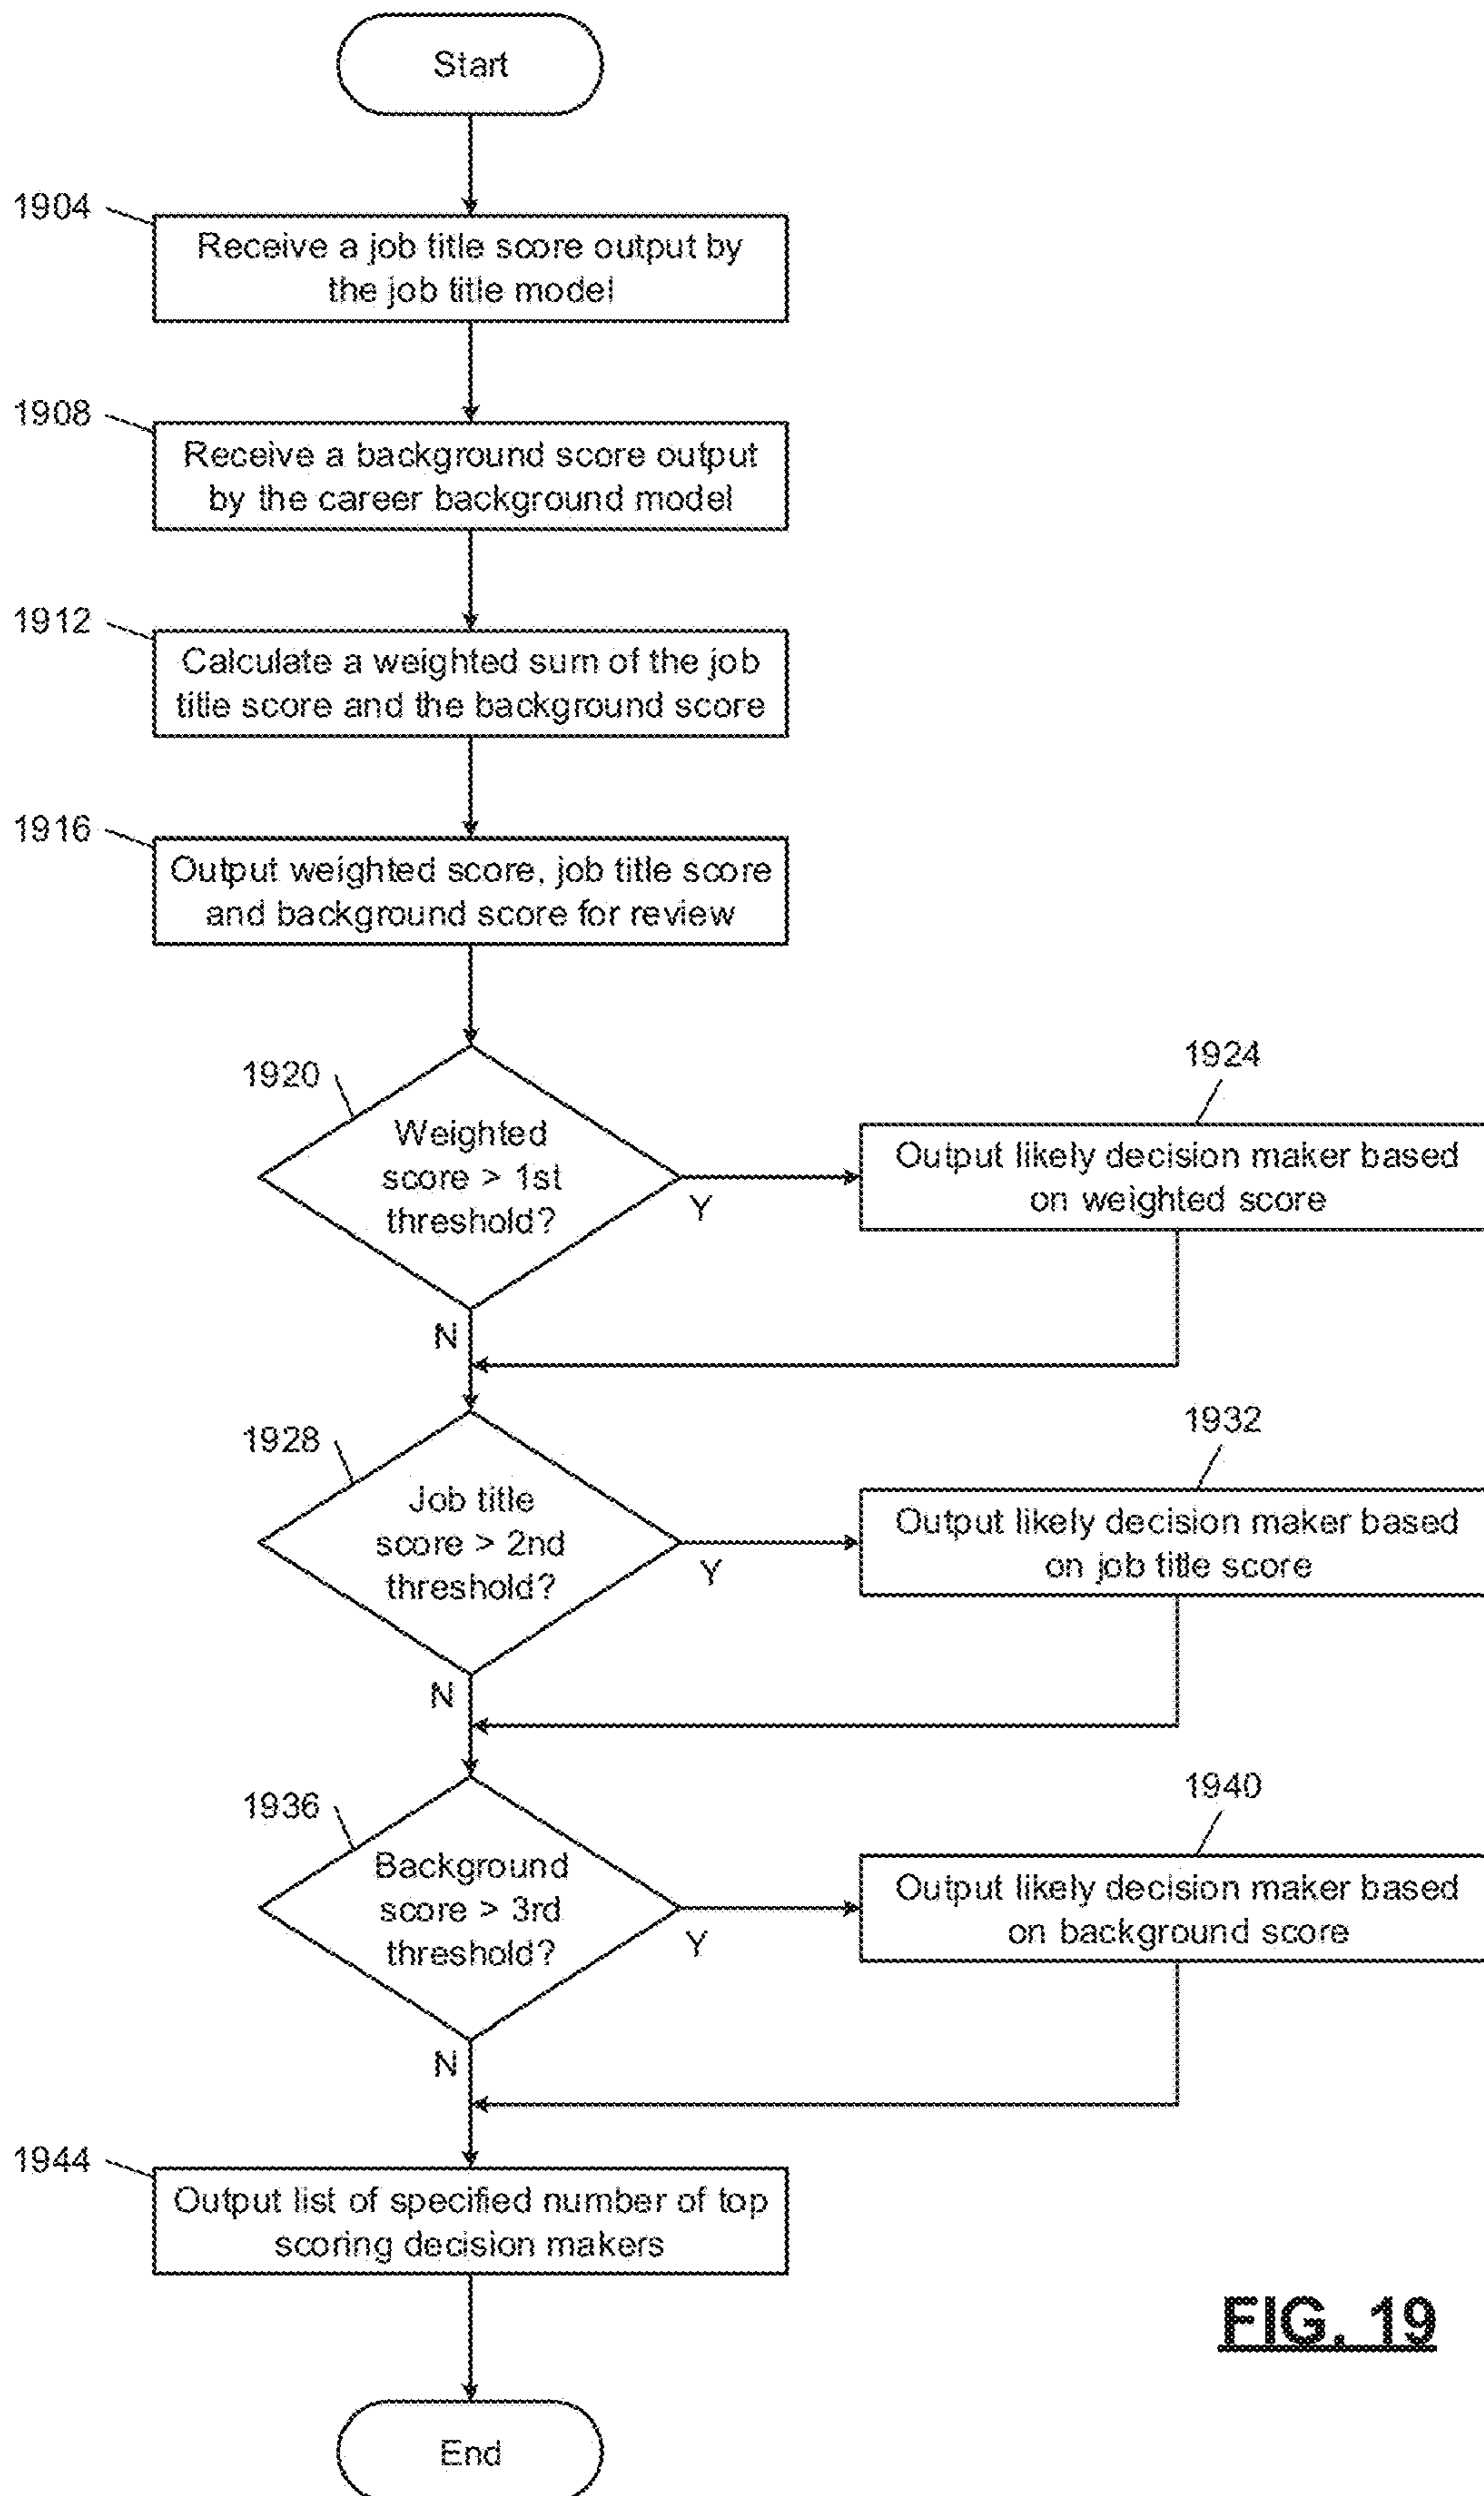 Start
1904
Receive a job title score output by
the job title model
1908
Receive a background score output
by the career background model
1912
Calculate a weighted sum of the job
title score and the background score
1916
Output weighted score, job title score
and background score for review
1920
Weighted
score > 1st
threshold?
Y
N
1924
Output likely decision maker based
on weighted score
1928
Job title
score > 2nd
threshold?
Y
N
1932
Output likely decision maker based
on job title score
1936
Background
score > 3rd
threshold?
Y
N
1940
Output likely decision maker based
on background score
1944
Output list of specified number of top
scoring decision makers
End
FIG. 19